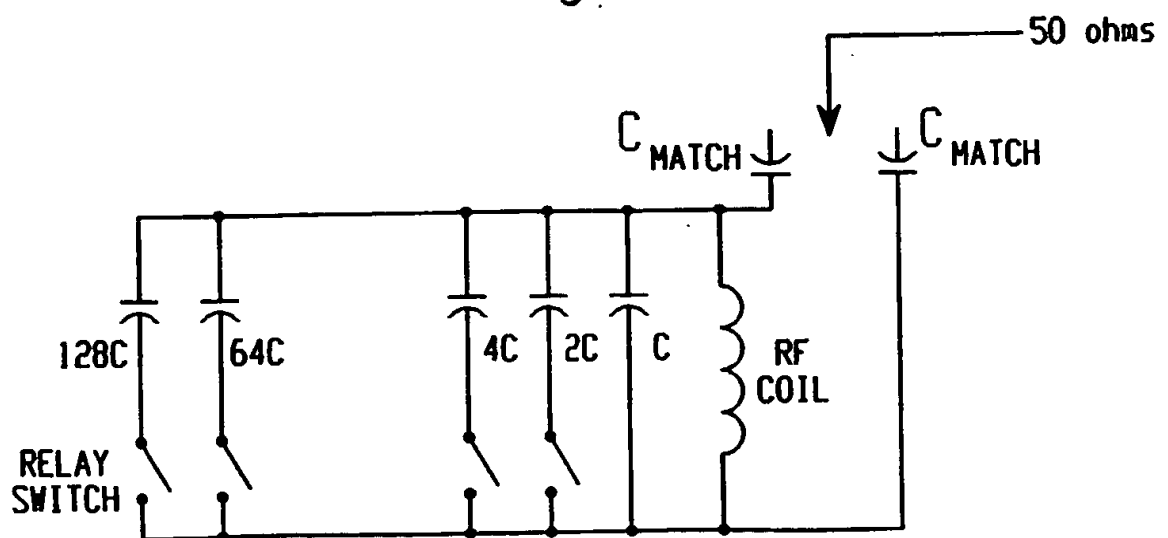 50 ohms
C MATCH
C MATCH
128C
64C
4C
2C
C
RF
COIL
RELAY
SWITCH